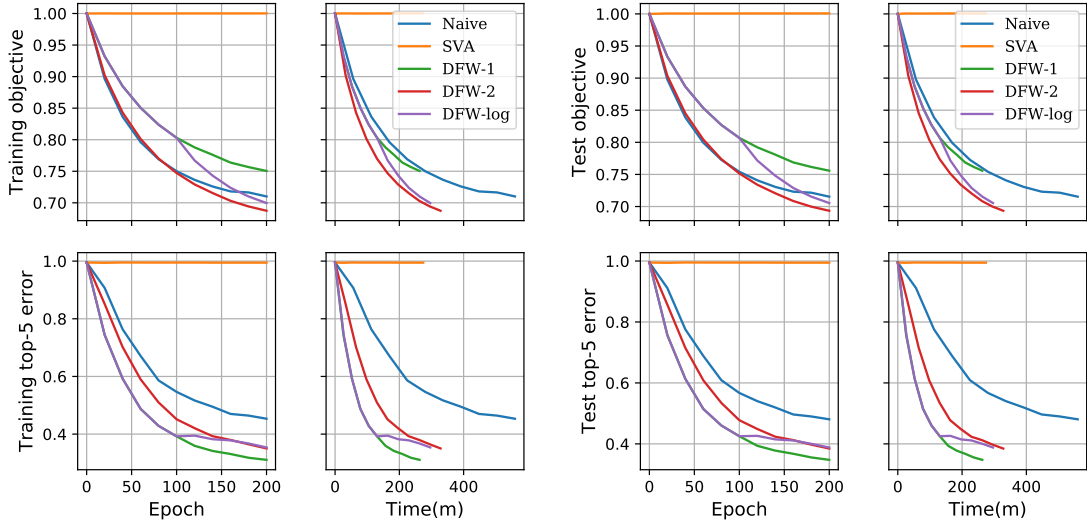 Training objective
1.00
0.95
0.90
0.85
0.80
0.75
0.70
Naive
SVA
DFW-1
DFW-2
DFW-log
Test objective
1.00
0.95
0.90
0.85
0.80
0.75
0.70
Naive
SVA
DFW-1
DFW-2
DFW-log
Training top-5 error
1.0
0.8
0.6
0.4
0 50 100 150 200
Epoch
0 200 400
Time(m)
Test top-5 error
1.0
0.8
0.6
0.4
0 50 100 150 200
Epoch
0 200 400
Time(m)